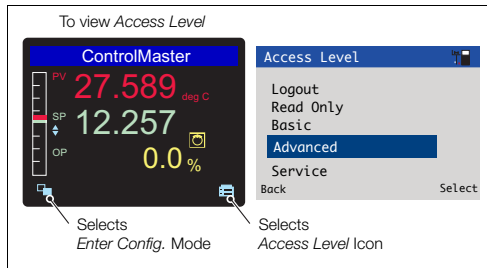 To view Access Level
ControlMaster
PV 27.589 deg C
SP 12.257
OP 0.0 %
Selects
Enter Config. Mode
Selects
Access Level Icon
Access Level
Logout
Read Only
Basic
Advanced
Service
Back Select